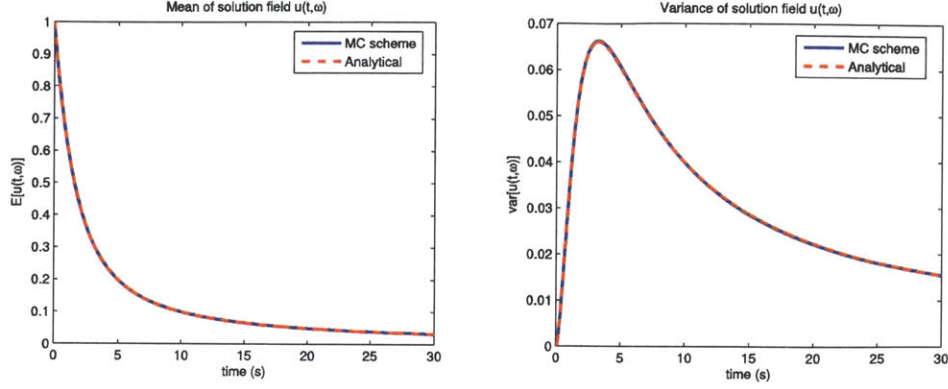 Mean of solution field u(t,ω)
E[u(t,ω)]
1
0.9
0.8
0.7
0.6
0.5
0.4
0.3
0.2
0.1
0
MC scheme
Analytical
0 5 10 15 20 25 30
time (s)
Variance of solution field u(t,ω)
var[u(t,ω)]
0.07
0.06
0.05
0.04
0.03
0.02
0.01
0
MC scheme
Analytical
0 5 10 15 20 25 30
time (s)